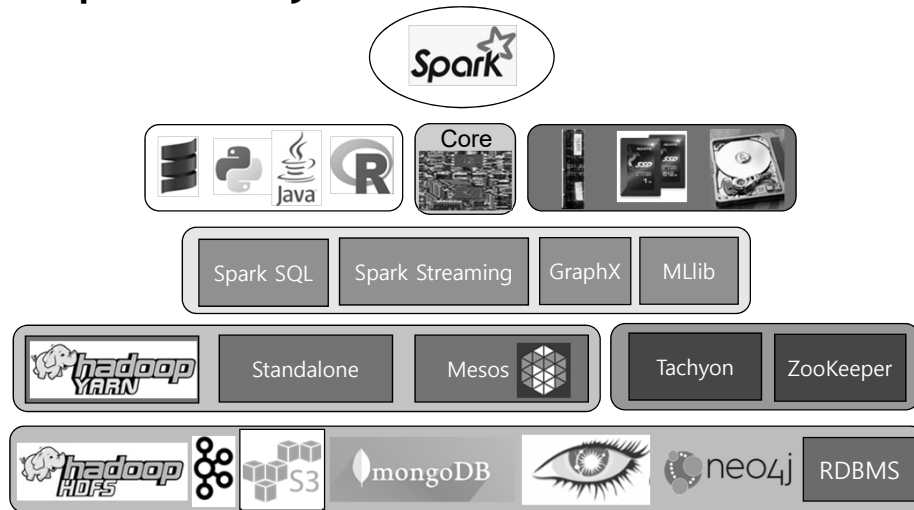 Spark
Core
Java
R
SSD
Spark SQL
Spark Streaming
GraphX
MLlib
hadoop
YARN
Standalone
Mesos
Tachyon
ZooKeeper
hadoop
HDFS
S3
mongoDB
neo4j
RDBMS